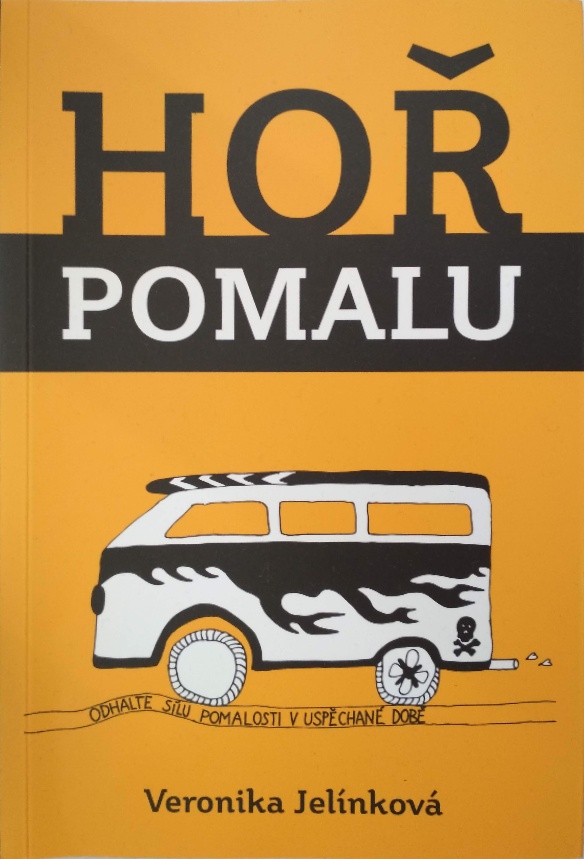 HOŘ
POMALU
ODHALTE SÍLU POMALOSTI V USPĚCHANÉ DOBĚ
Veronika Jelínková